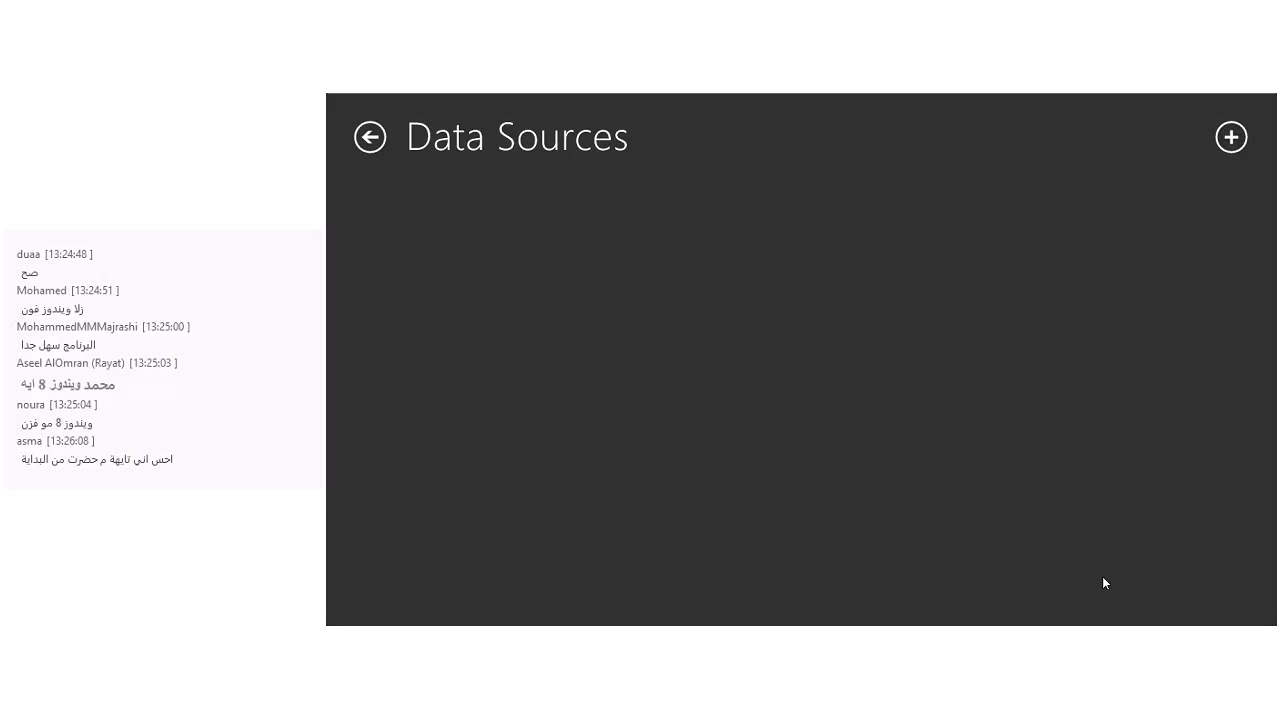 Data Sources
duaa [13:24:48 ]
صح
Mohamed [13:24:51 ]
زلا ويندوز فون
MohammedMMMajrashi [13:25:00 ]
البرنامج سهل جدا
Aseel AlOmran (Rayat) [13:25:03 ]
محمد ويندوز 8 ايه
noura [13:25:04 ]
ويندوز 8 مو فزن
asma [13:26:08 ]
احس اني تايهة م حضرت من البداية